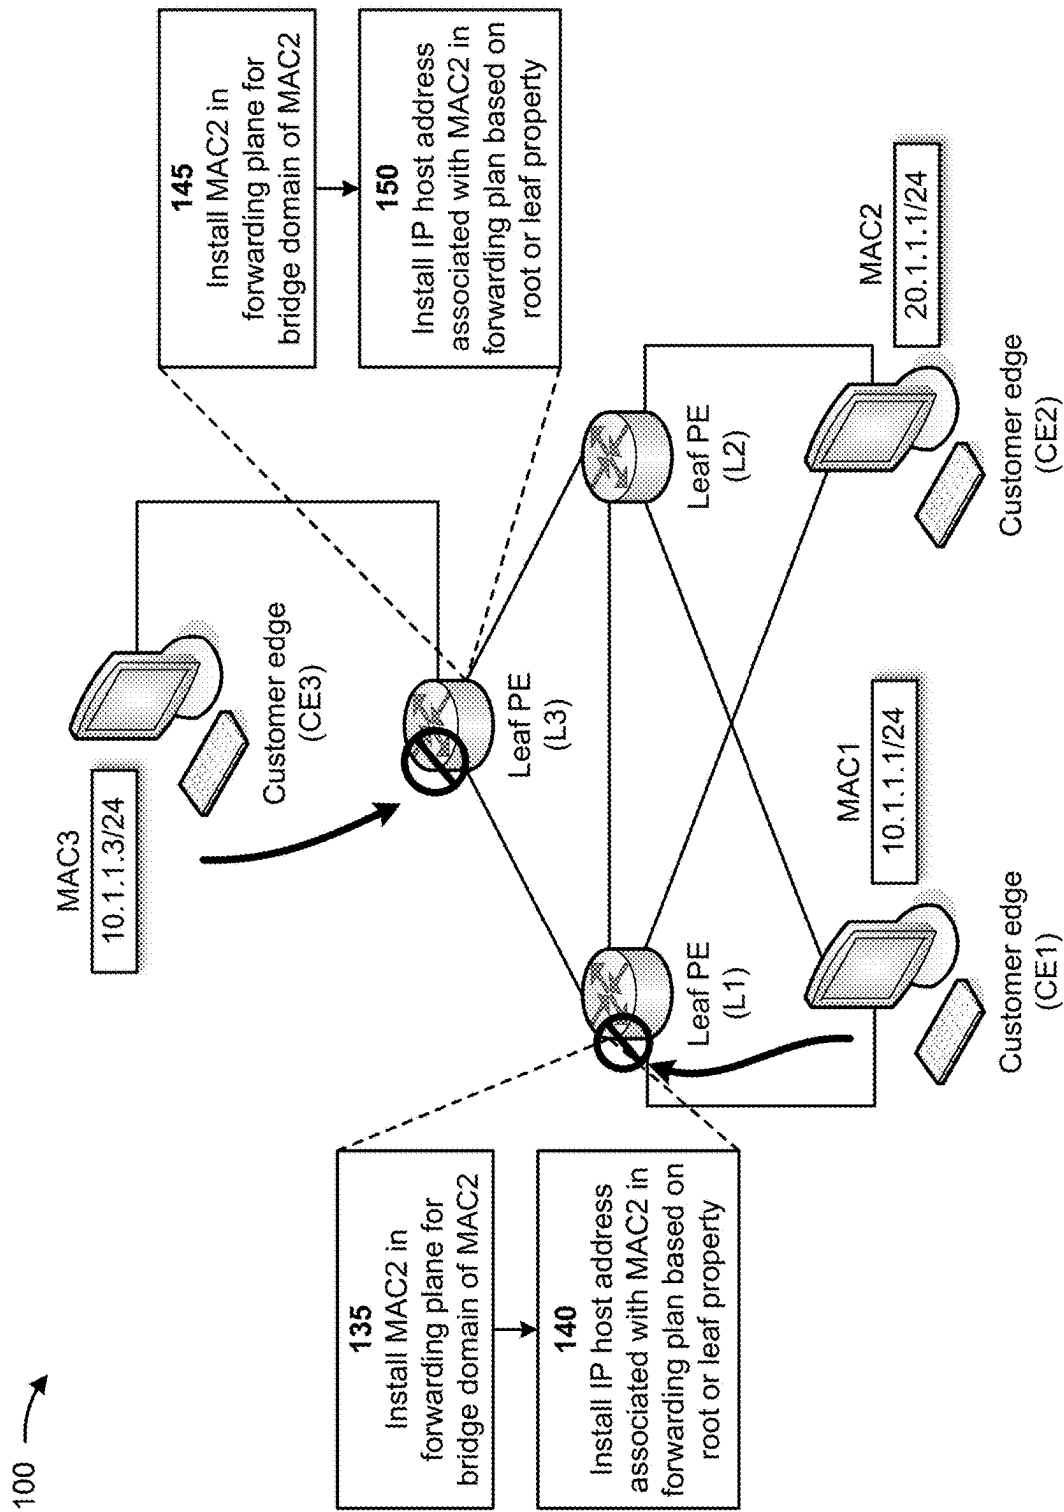 100
135
Install MAC2 in
forwarding plane for
bridge domain of MAC2
140
Install IP host address
associated with MAC2 in
forwarding plan based on
root or leaf property
145
Install MAC2 in
forwarding plane for
bridge domain of MAC2
150
Install IP host address
associated with MAC2 in
forwarding plan based on
root or leaf property
MAC3
10.1.1.3/24
Customer edge
(CE3)
Leaf PE
(L3)
Leaf PE
(L1)
Leaf PE
(L2)
MAC1
10.1.1.1/24
Customer edge
(CE1)
MAC2
20.1.1.1/24
Customer edge
(CE2)